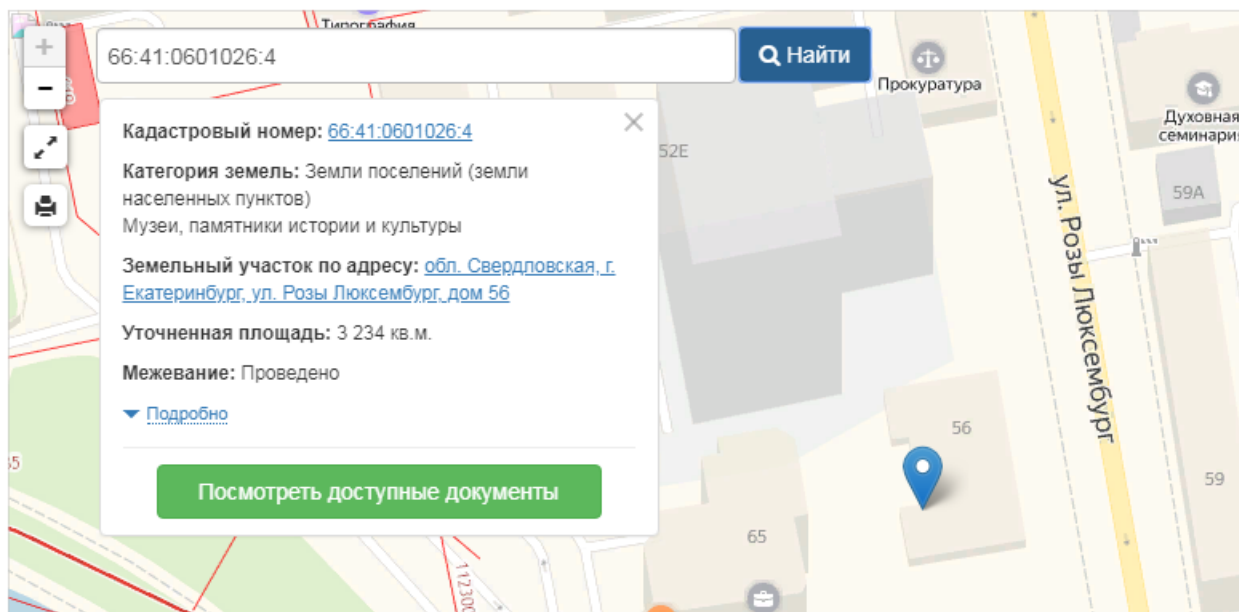 Типография
+
66:41:0601026:4
Найти
−
Прокуратура
Духовная
семинария
Кадастровый номер: 66:41:0601026:4
52Е
Категория земель: Земли поселений (земли
населенных пунктов)
Музеи, памятники истории и культуры
59А
ул. Розы Люксембург
Земельный участок по адресу: обл. Свердловская, г.
Екатеринбург, ул. Розы Люксембург, дом 56
Уточненная площадь: 3 234 кв.м.
Межевание: Проведено
Подробно
56
59
Посмотреть доступные документы
65
112300